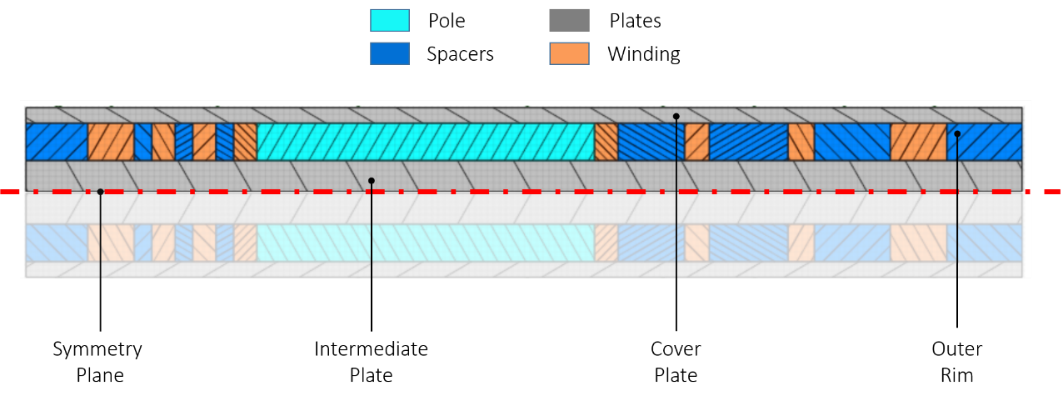 Pole
Plates
Spacers
Winding
Symmetry
Plane
Intermediate
Plate
Cover
Plate
Outer
Rim